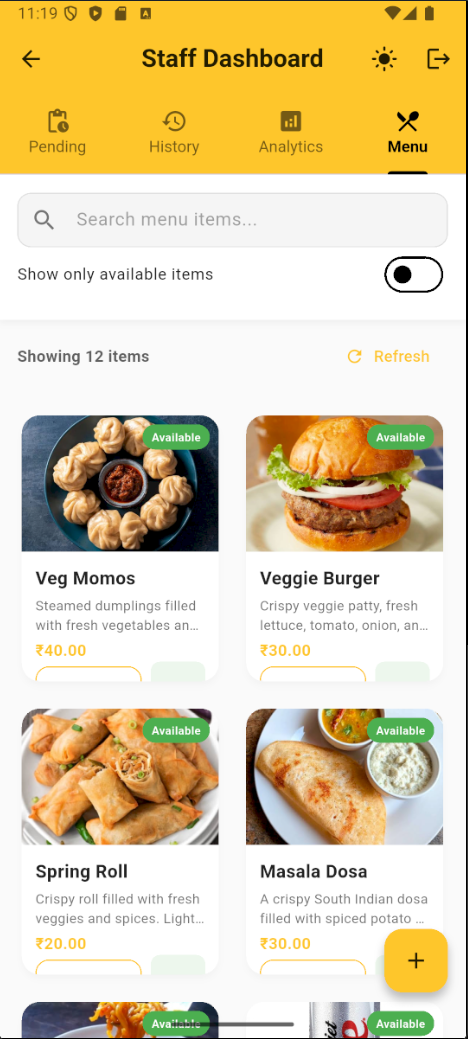 11:19
Staff Dashboard
Pending
History
Analytics
Menu
Search menu items...
Show only available items
Showing 12 items
Refresh
Available
Available
Veg Momos
Veggie Burger
Steamed dumplings filled
with fresh vegetables an...
Crispy veggie patty, fresh
lettuce, tomato, onion, an...
₹40.00
₹30.00
Available
Available
Spring Roll
Masala Dosa
Crispy roll filled with fresh
veggies and spices. Light...
A crispy South Indian dosa
filled with spiced potato ...
₹20.00
₹30.00
+
Available
Available